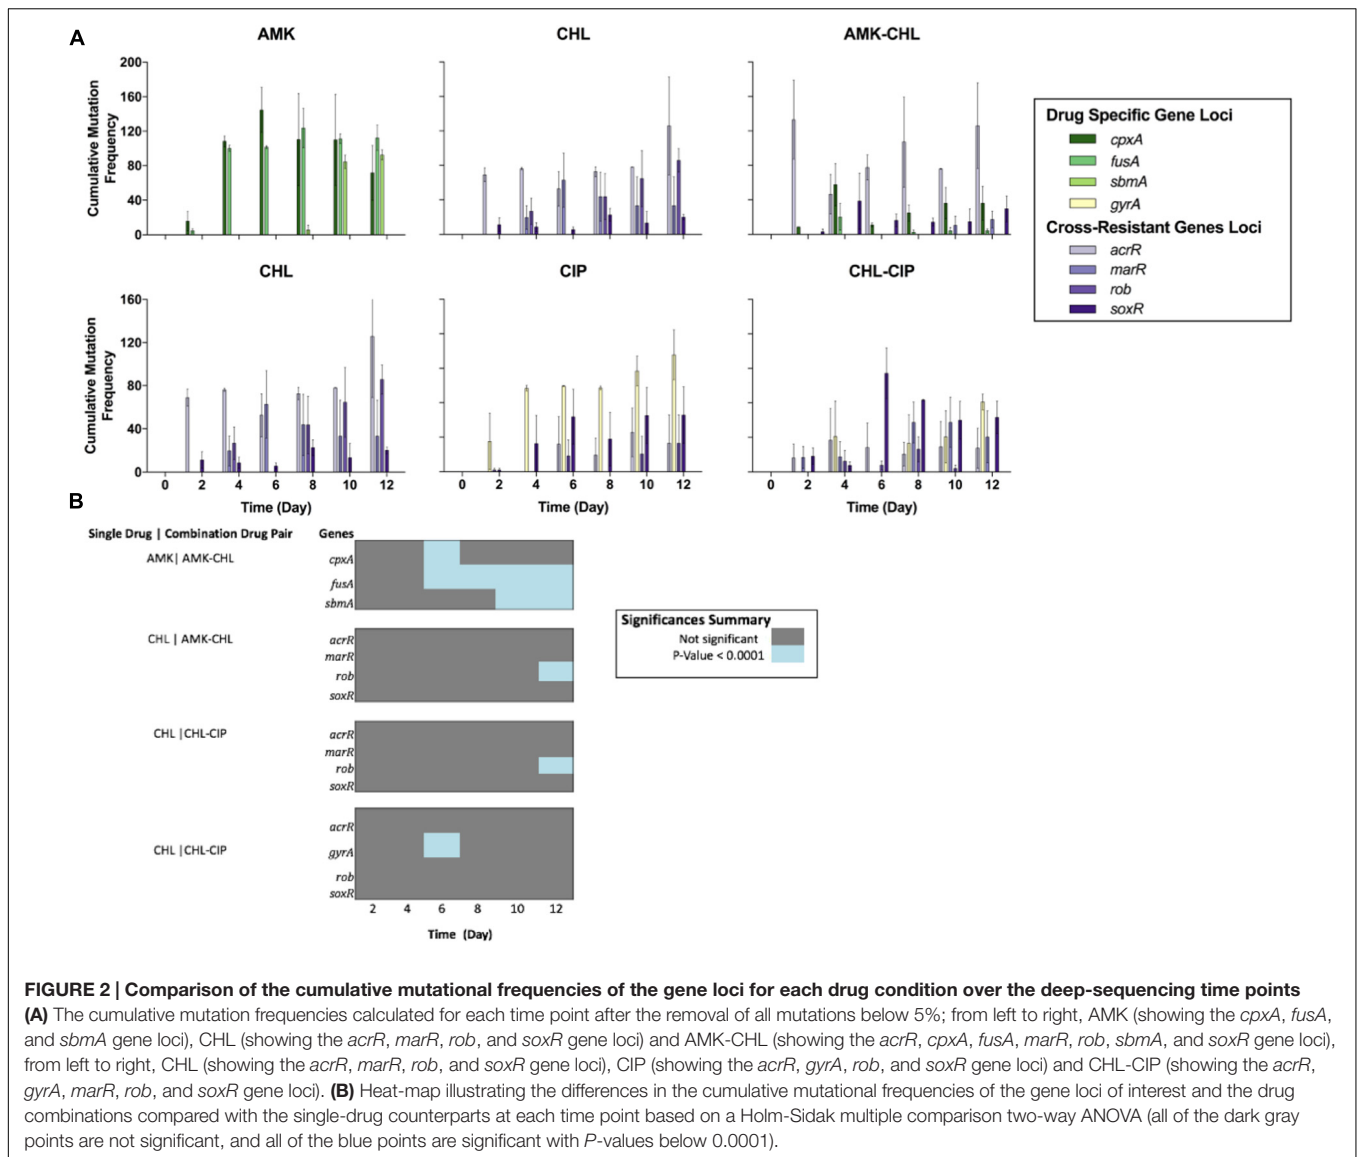 A
AMK
CHL
AMK-CHL
Cumulative Mutation
Frequency
200
160
120
80
40
0
Drug Specific Gene Loci
cpxA
fusA
sbmA
gyrA
Cross-Resistant Genes Loci
acrR
marR
rob
soxR
CHL
CIP
CHL-CIP
Cumulative Mutation
Frequency
160
120
80
40
0
0 2 4 6 8 10 12
0 2 4 6 8 10 12
0 2 4 6 8 10 12
Time (Day)
Time (Day)
Time (Day)
B
Single Drug | Combination Drug Pair
Genes
AMK| AMK-CHL
cpxA
fusA
sbmA
CHL | AMK-CHL
acrR
marR
rob
soxR
CHL |CHL-CIP
acrR
marR
rob
soxR
CHL |CHL-CIP
acrR
gyrA
rob
soxR
2 4 6 8 10 12
Time (Day)
Significances Summary
Not significant
P-Value < 0.0001
FIGURE 2 | Comparison of the cumulative mutational frequencies of the gene loci for each drug condition over the deep-sequencing time points
(A) The cumulative mutation frequencies calculated for each time point after the removal of all mutations below 5%; from left to right, AMK (showing the cpxA, fusA,
and sbmA gene loci), CHL (showing the acrR, marR, rob, and soxR gene loci) and AMK-CHL (showing the acrR, cpxA, fusA, marR, rob, sbmA, and soxR gene loci),
from left to right, CHL (showing the acrR, marR, rob, and soxR gene loci), CIP (showing the acrR, gyrA, rob, and soxR gene loci) and CHL-CIP (showing the acrR,
gyrA, marR, rob, and soxR gene loci). (B) Heat-map illustrating the differences in the cumulative mutational frequencies of the gene loci of interest and the drug
combinations compared with the single-drug counterparts at each time point based on a Holm-Sidak multiple comparison two-way ANOVA (all of the dark gray
points are not significant, and all of the blue points are significant with P-values below 0.0001).